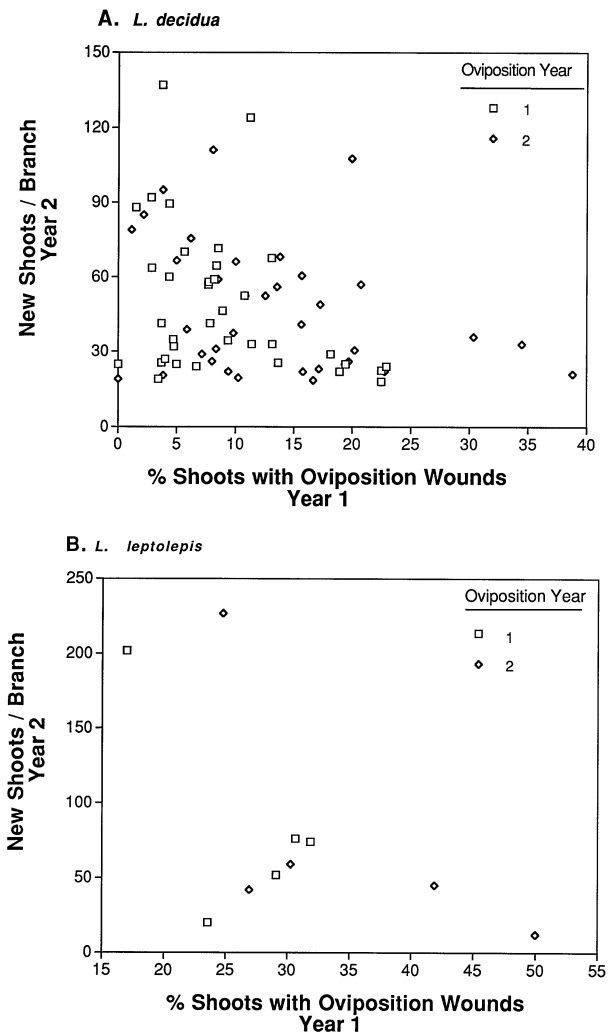 A. L. decidua
150
120
90
60
30
0
New Shoots / Branch
Year 2
Oviposition Year
1
2
0 5 10 15 20 25 30 35 40
% Shoots with Oviposition Wounds
Year 1
B. L. leptolepis
250
200
150
100
50
0
New Shoots / Branch
Year 2
Oviposition Year
1
2
15 20 25 30 35 40 45 50 55
% Shoots with Oviposition Wounds
Year 1